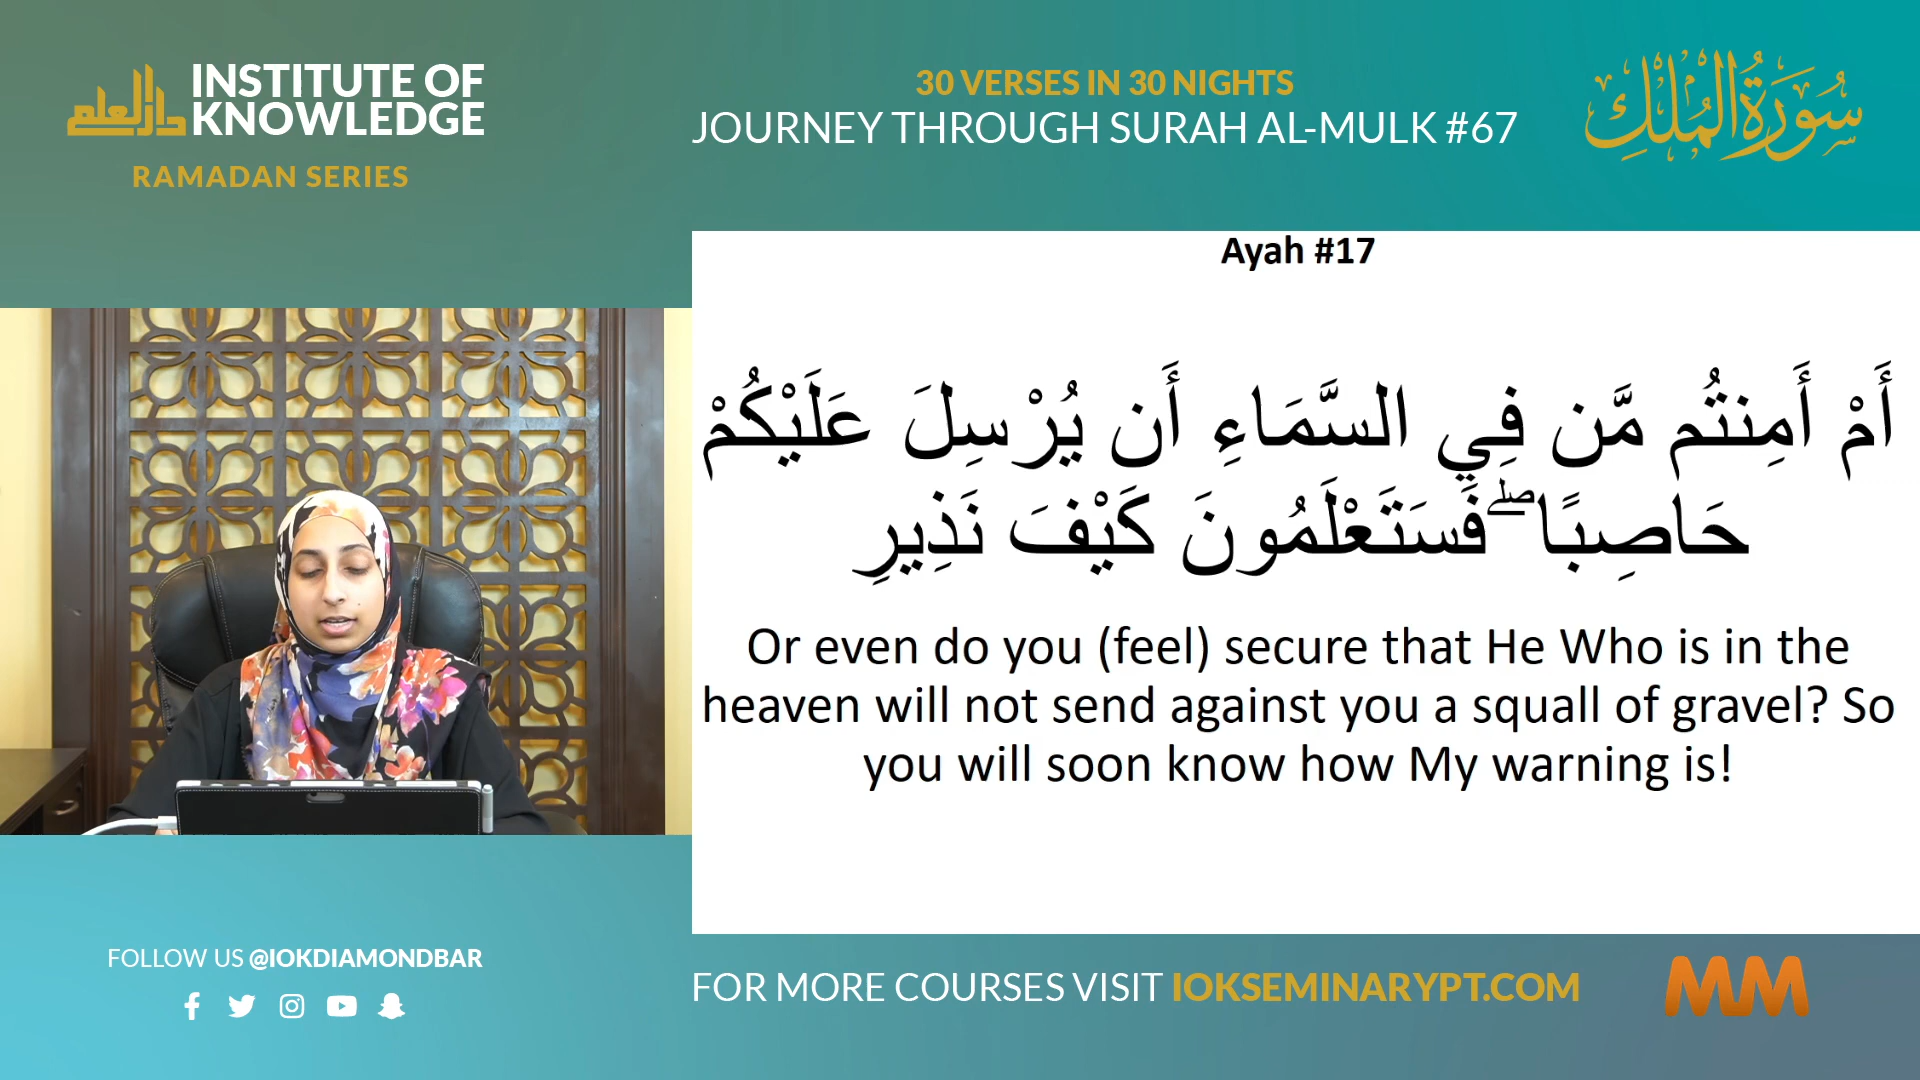 دار العلم
INSTITUTE OF
KNOWLEDGE
RAMADAN SERIES
30 VERSES IN 30 NIGHTS
JOURNEY THROUGH SURAH AL-MULK #67
سُورَةُ المُلْكِ
Ayah #17
أَمْ أَمِنتُم مَّن فِي السَّمَاءِ أَن يُرْسِلَ عَلَيْكُمْ
حَاصِبًا ۖ فَسَتَعْلَمُونَ كَيْفَ نَذِيرِ
Or even do you (feel) secure that He Who is in the
heaven will not send against you a squall of gravel? So
you will soon know how My warning is!
FOLLOW US @IOKDIAMONDBAR
FOR MORE COURSES VISIT IOKSEMINARYPT.COM
MM